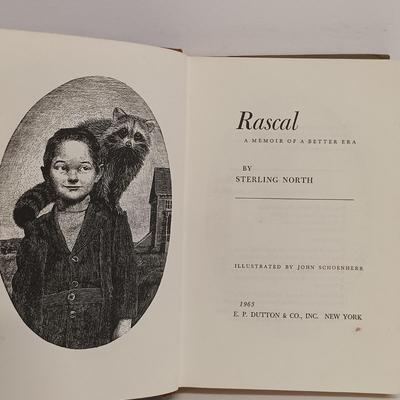 Rascal
A MEMOIR OF A BETTER ERA
BY
STERLING NORTH
ILLUSTRATED BY JOHN SCHOENHERR
1963
E. P. DUTTON & CO., INC. NEW YORK